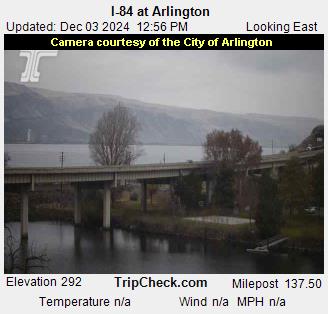 I-84 at Arlington
Updated: Dec 03 2024 12:56 PM Looking East
Camera courtesy of the City of Arlington
Elevation 292 TripCheck.com Milepost 137.50
Temperature n/a Wind n/a MPH n/a